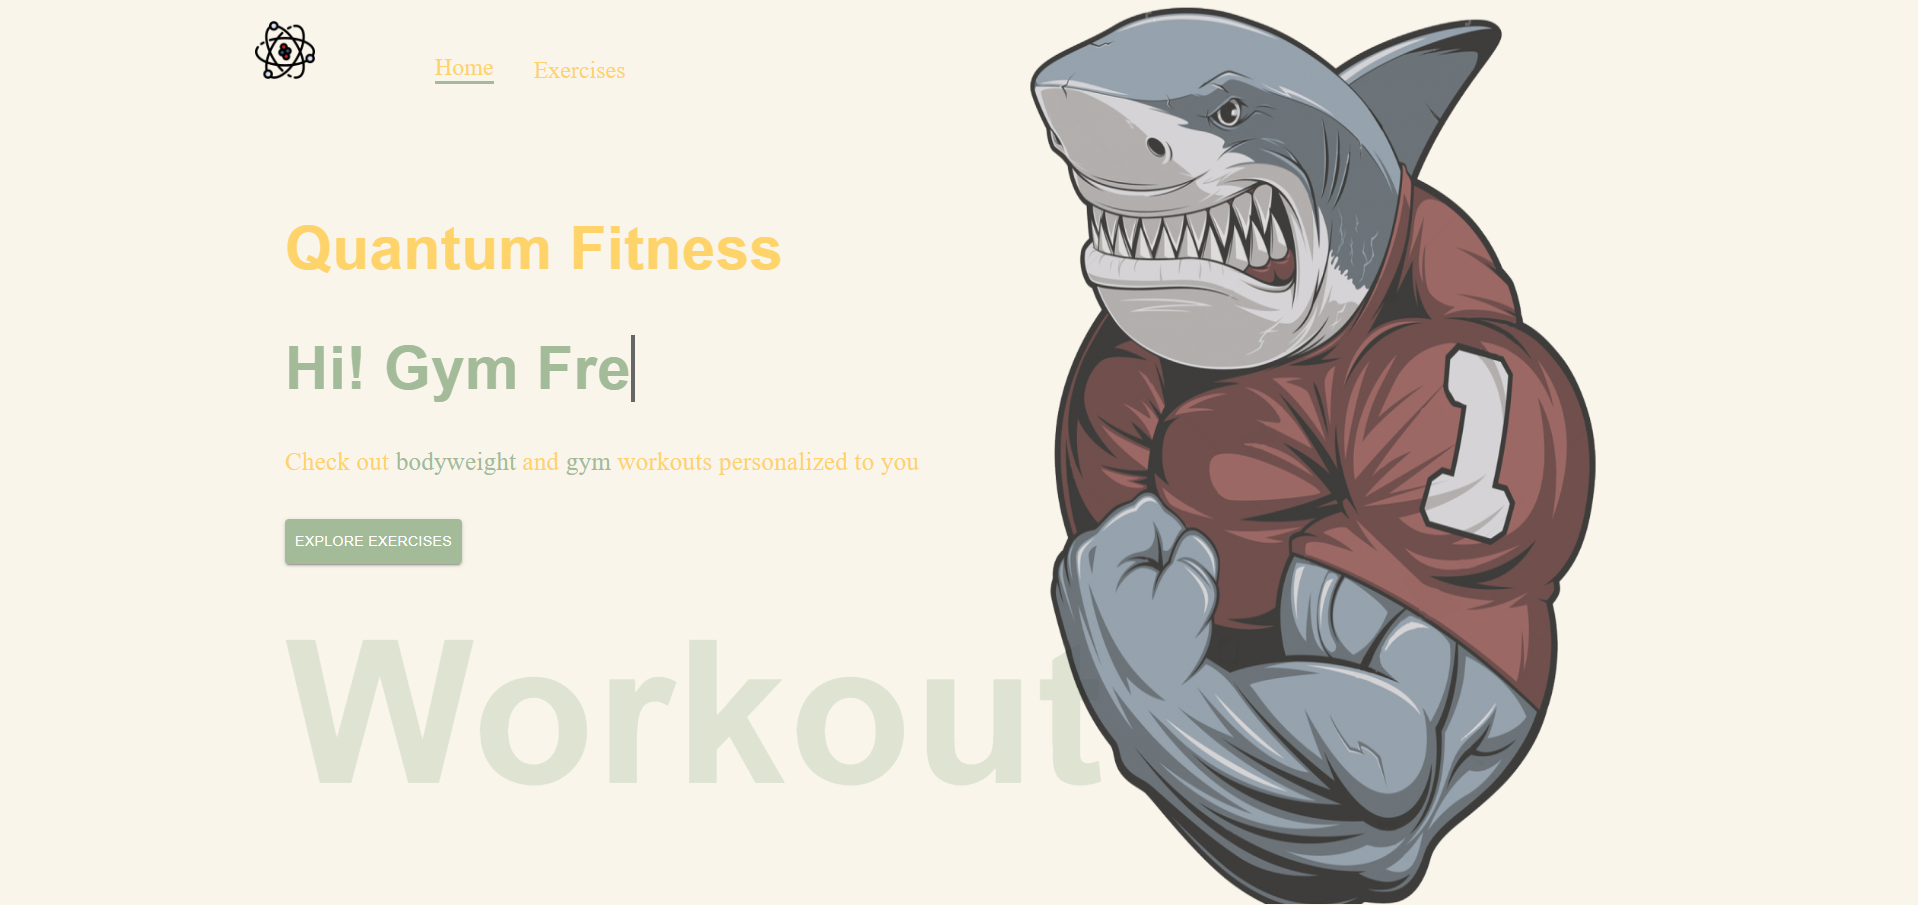 Home Exercises
Quantum Fitness
Hi! Gym Fre
Check out bodyweight and gym workouts personalized to you
EXPLORE EXERCISES
Workout
1